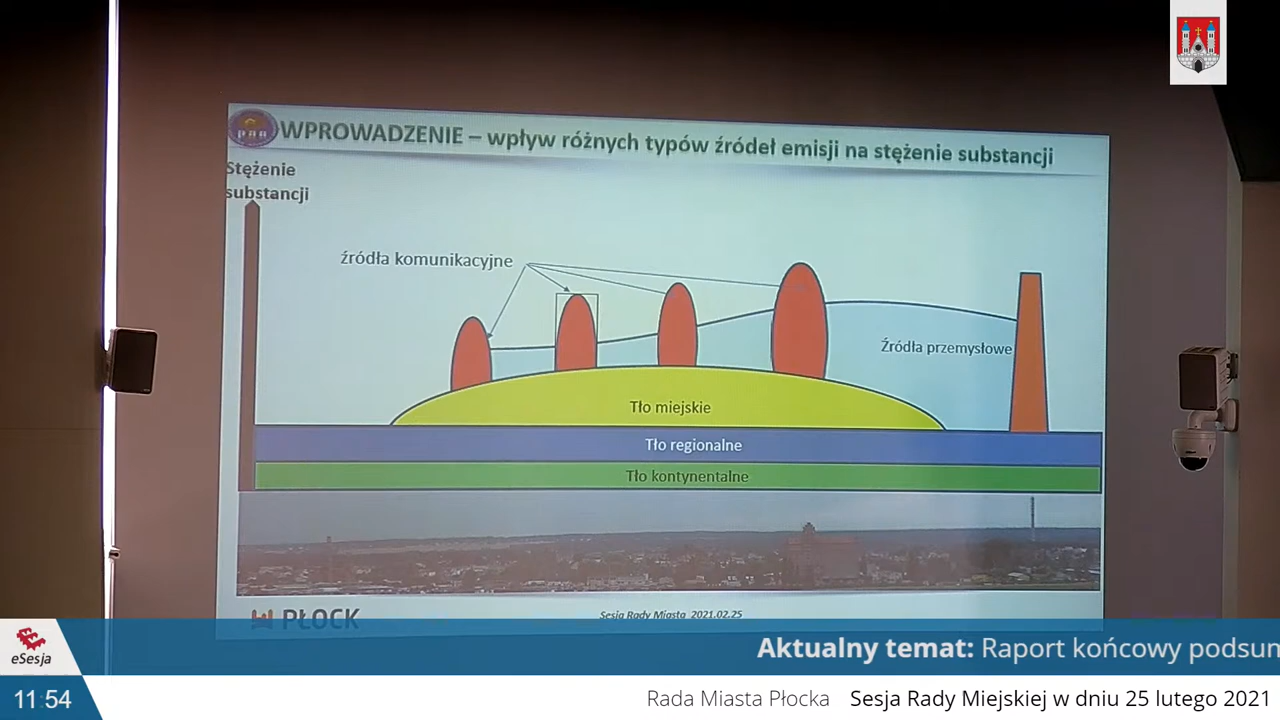 WPROWADZENIE – wpływ różnych typów źródeł emisji na stężenie substancji
Stężenie
substancji
źródła komunikacyjne
Źródła przemysłowe
Tło miejskie
Tło regionalne
Tło kontynentalne
PŁOCK
Sesja Rady Miasta 2021.02.25
eSesja
Aktualny temat: Raport końcowy podsun
11:54
Rada Miasta Płocka Sesja Rady Miejskiej w dniu 25 lutego 2021